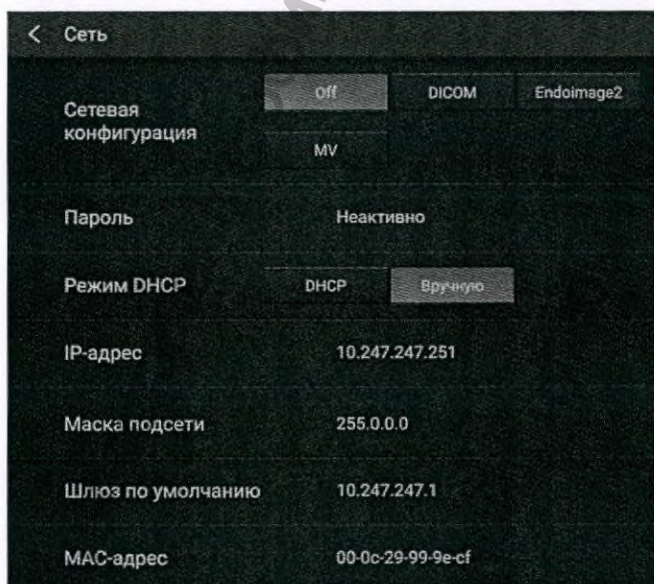 < Сеть
Сетевая конфигурация
Off DICOM Endoimage2
MV
Пароль Неактивно
Режим DHCP DHCP Вручную
IP-адрес 10.247.247.251
Маска подсети 255.0.0.0
Шлюз по умолчанию 10.247.247.1
MAC-адрес 00-0c-29-99-9e-cf